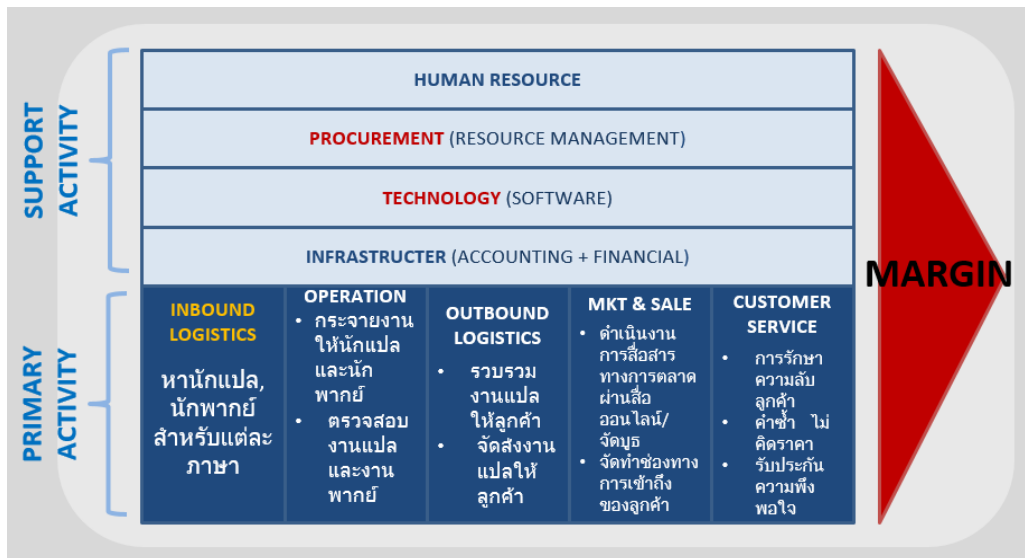 SUPPORT
ACTIVITY
HUMAN RESOURCE
PROCUREMENT (RESOURCE MANAGEMENT)
TECHNOLOGY (SOFTWARE)
INFRASTRUCTER (ACCOUNTING + FINANCIAL)
MARGIN
PRIMARY
ACTIVITY
INBOUND
LOGISTICS
หานักแปล,
นักพากย์
สำหรับแต่ละ
ภาษา
OPERATION
• กระจายงาน
ให้นักแปล
และนัก
พากย์
• ตรวจสอบ
งานแปล
และงาน
พากย์
OUTBOUND
LOGISTICS
• รวบรวม
งานแปล
ให้ลูกค้า
• จัดส่งงาน
แปลให้
ลูกค้า
MKT & SALE
• ดำเนินงาน
การสื่อสาร
ทางการตลาด
ผ่านสื่อ
ออนไลน์/
จัดบูธ
• จัดทำช่องทาง
การเข้าถึง
ของลูกค้า
CUSTOMER
SERVICE
• การรักษา
ความลับ
ลูกค้า
• คำซ้ำ ไม่
คิดราคา
• รับประกัน
ความพึง
พอใจ